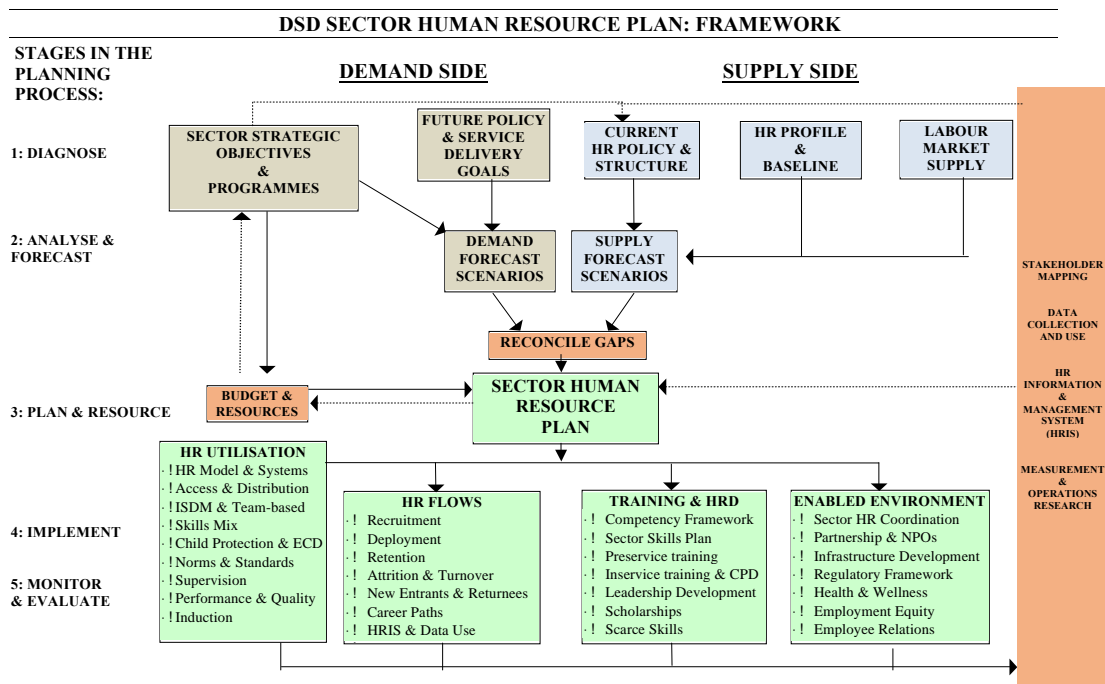 DSD SECTOR HUMAN RESOURCE PLAN: FRAMEWORK
STAGES IN THE
PLANNING
PROCESS:
DEMAND SIDE
SUPPLY SIDE
1: DIAGNOSE
SECTOR STRATEGIC
OBJECTIVES
&
PROGRAMMES
FUTURE POLICY
& SERVICE
DELIVERY
GOALS
CURRENT
HR POLICY &
STRUCTURE
HR PROFILE
&
BASELINE
LABOUR
MARKET
SUPPLY
2: ANALYSE &
FORECAST
DEMAND
FORECAST
SCENARIOS
SUPPLY
FORECAST
SCENARIOS
RECONCILE GAPS
3: PLAN & RESOURCE
BUDGET &
RESOURCES
SECTOR HUMAN
RESOURCE
PLAN
4: IMPLEMENT
5: MONITOR
& EVALUATE
HR UTILISATION
· ! HR Model & Systems
· ! Access & Distribution
· ! ISDM & Team-based
· ! Skills Mix
· ! Child Protection & ECD
· ! Norms & Standards
· ! Supervision
· ! Performance & Quality
· ! Induction
HR FLOWS
· ! Recruitment
· ! Deployment
· ! Retention
· ! Attrition & Turnover
· ! New Entrants & Returnees
· ! Career Paths
· ! HRIS & Data Use
TRAINING & HRD
· ! Competency Framework
· ! Sector Skills Plan
· ! Preservice training
· ! Inservice training & CPD
· ! Leadership Development
· ! Scholarships
· ! Scarce Skills
ENABLED ENVIRONMENT
· ! Sector HR Coordination
· ! Partnership & NPOs
· ! Infrastructure Development
· ! Regulatory Framework
· ! Health & Wellness
· ! Employment Equity
· ! Employee Relations
STAKEHOLDER
MAPPING
DATA
COLLECTION
AND USE
HR
INFORMATION
&
MANAGEMENT
SYSTEM
(HRIS)
MEASUREMENT
&
OPERATIONS
RESEARCH